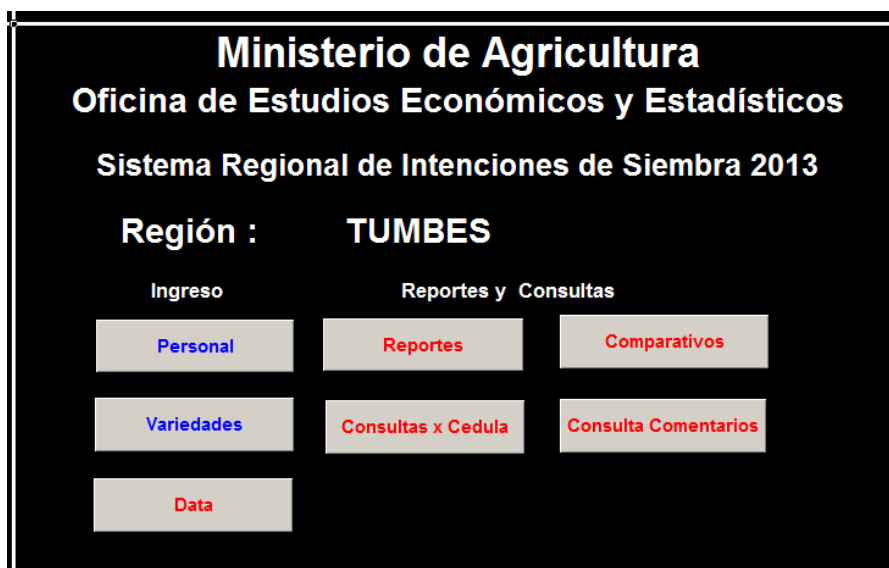 Ministerio de Agricultura
Oficina de Estudios Económicos y Estadísticos
Sistema Regional de Intenciones de Siembra 2013
Región : TUMBES
Ingreso Reportes y Consultas
Personal Reportes Comparativos
Variedades Consultas x Cedula Consulta Comentarios
Data